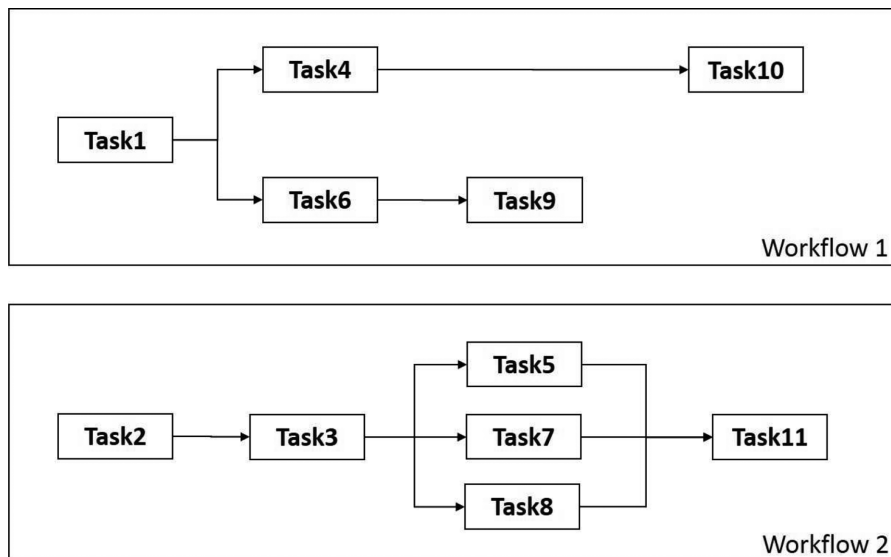 Task4
Task10
Task1
Task6
Task9
Workflow 1
Task5
Task2
Task3
Task7
Task11
Task8
Workflow 2